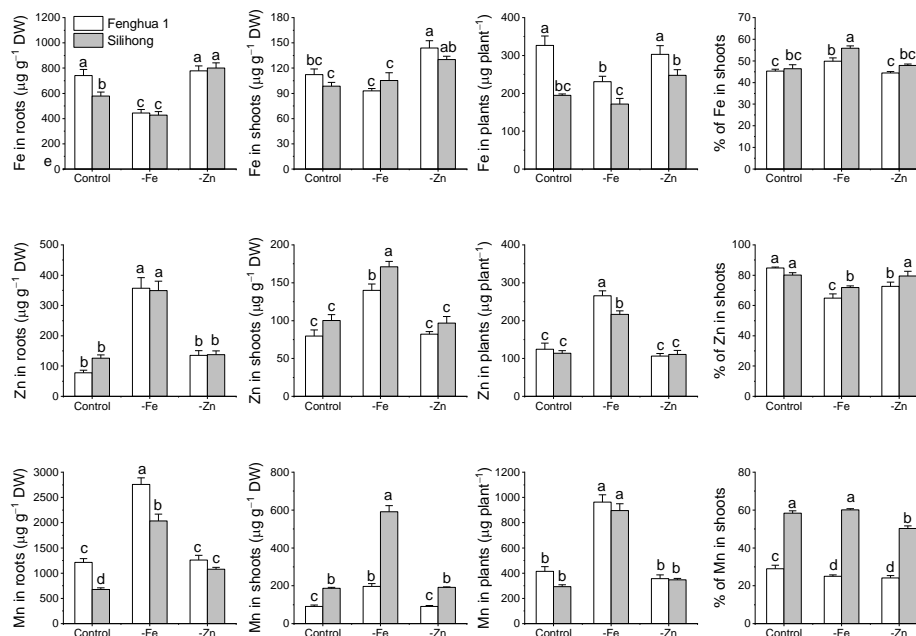 Fenghua 1
Silihong
Fe in roots (μg g⁻¹ DW)
1200
1000
800
600
400
200
0
a
b
c
c
a
a
e
Control
-Fe
-Zn
Fe in shoots (μg g⁻¹ DW)
180
150
120
90
60
30
0
bc
c
c
c
a
ab
Control
-Fe
-Zn
Fe in plants (μg plant⁻¹)
400
300
200
100
0
a
bc
b
c
a
b
Control
-Fe
-Zn
% of Fe in shoots
70
60
50
40
30
20
10
0
c
bc
b
a
c
bc
Control
-Fe
-Zn
Zn in roots (μg g⁻¹ DW)
500
400
300
200
100
0
b
b
a
a
b
b
Control
-Fe
-Zn
Zn in shoots (μg g⁻¹ DW)
200
150
100
50
0
c
c
b
a
c
c
Control
-Fe
-Zn
Zn in plants (μg plant⁻¹)
400
300
200
100
0
c
c
a
b
c
c
Control
-Fe
-Zn
% of Zn in shoots
100
80
60
40
20
0
a
a
c
b
b
a
Control
-Fe
-Zn
Mn in roots (μg g⁻¹ DW)
3000
2500
2000
1500
1000
500
0
c
d
a
b
c
c
Control
-Fe
-Zn
Mn in shoots (μg g⁻¹ DW)
800
600
400
200
0
c
b
b
a
c
b
Control
-Fe
-Zn
Mn in plants (μg plant⁻¹)
1200
1000
800
600
400
200
0
b
b
a
a
b
b
Control
-Fe
-Zn
% of Mn in shoots
80
60
40
20
0
c
a
d
a
d
b
Control
-Fe
-Zn